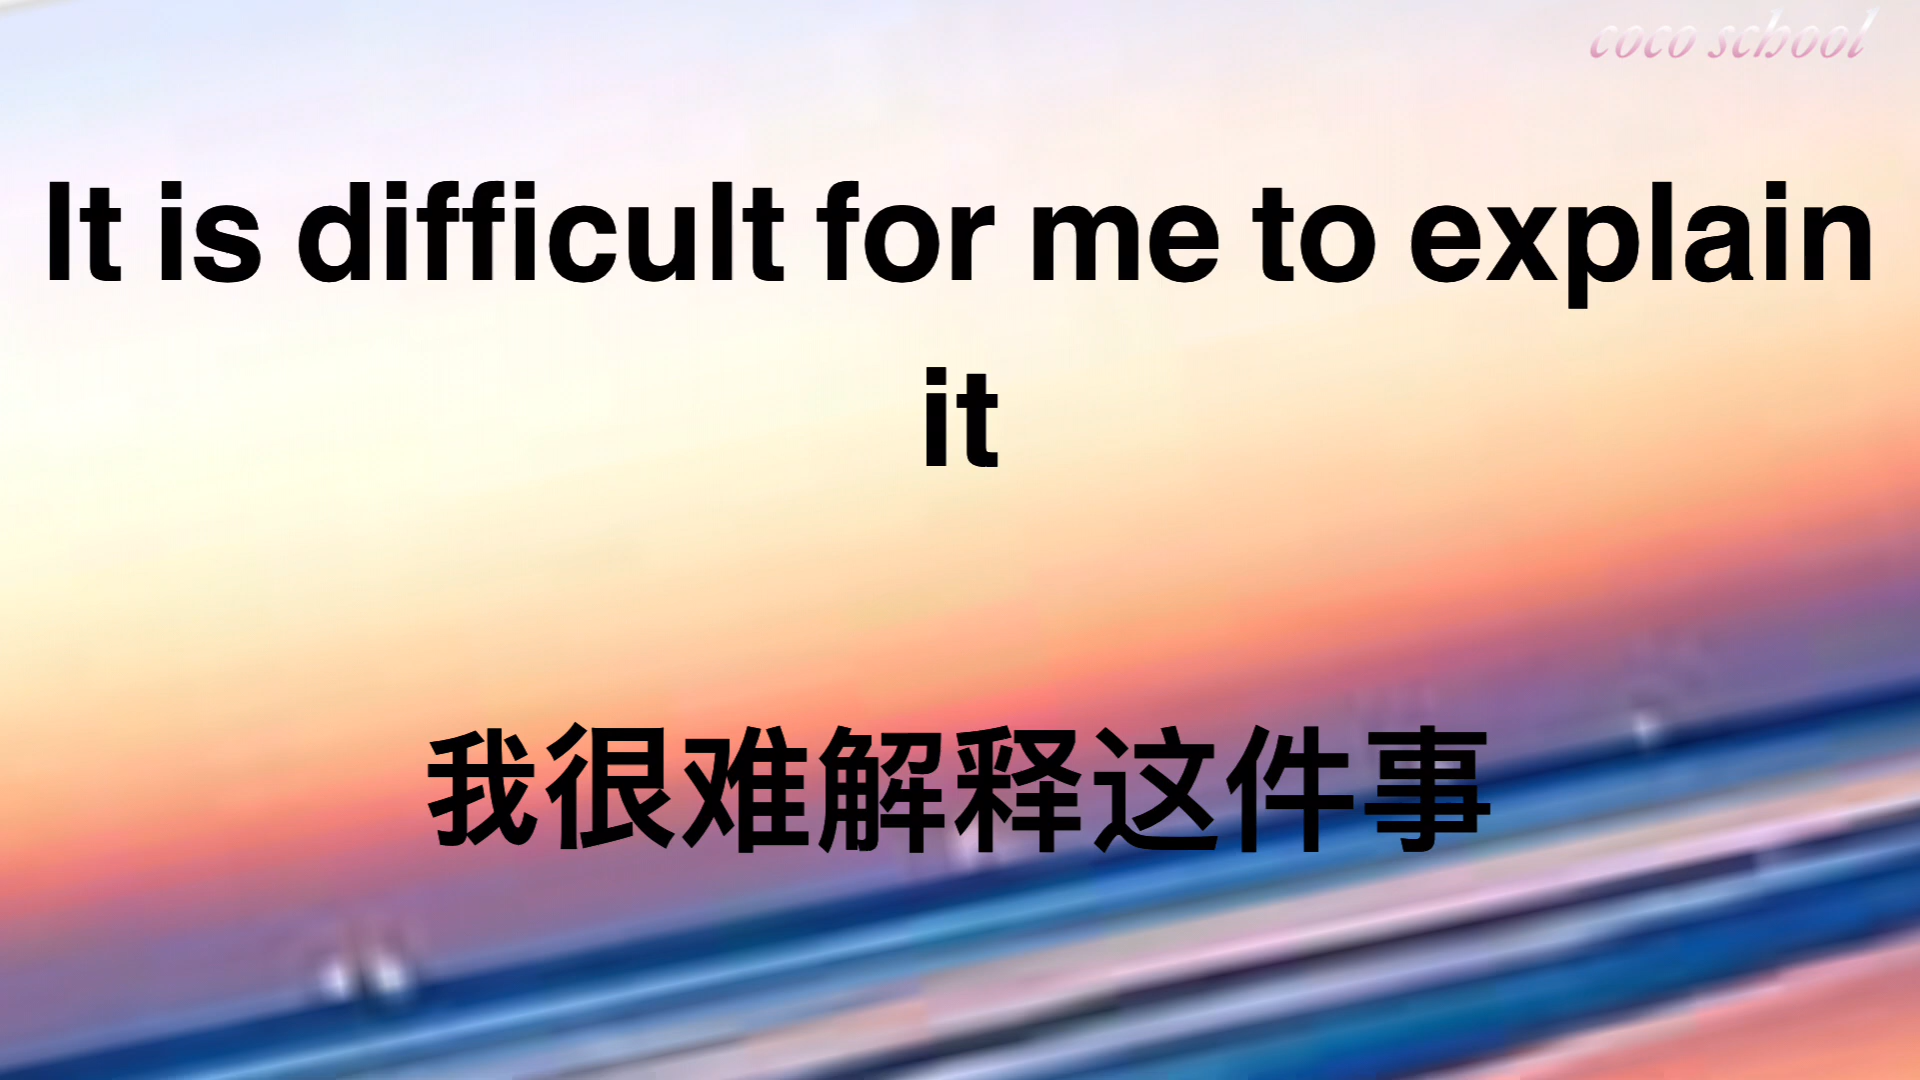 coco school
It is difficult for me to explain
it
我很难解释这件事